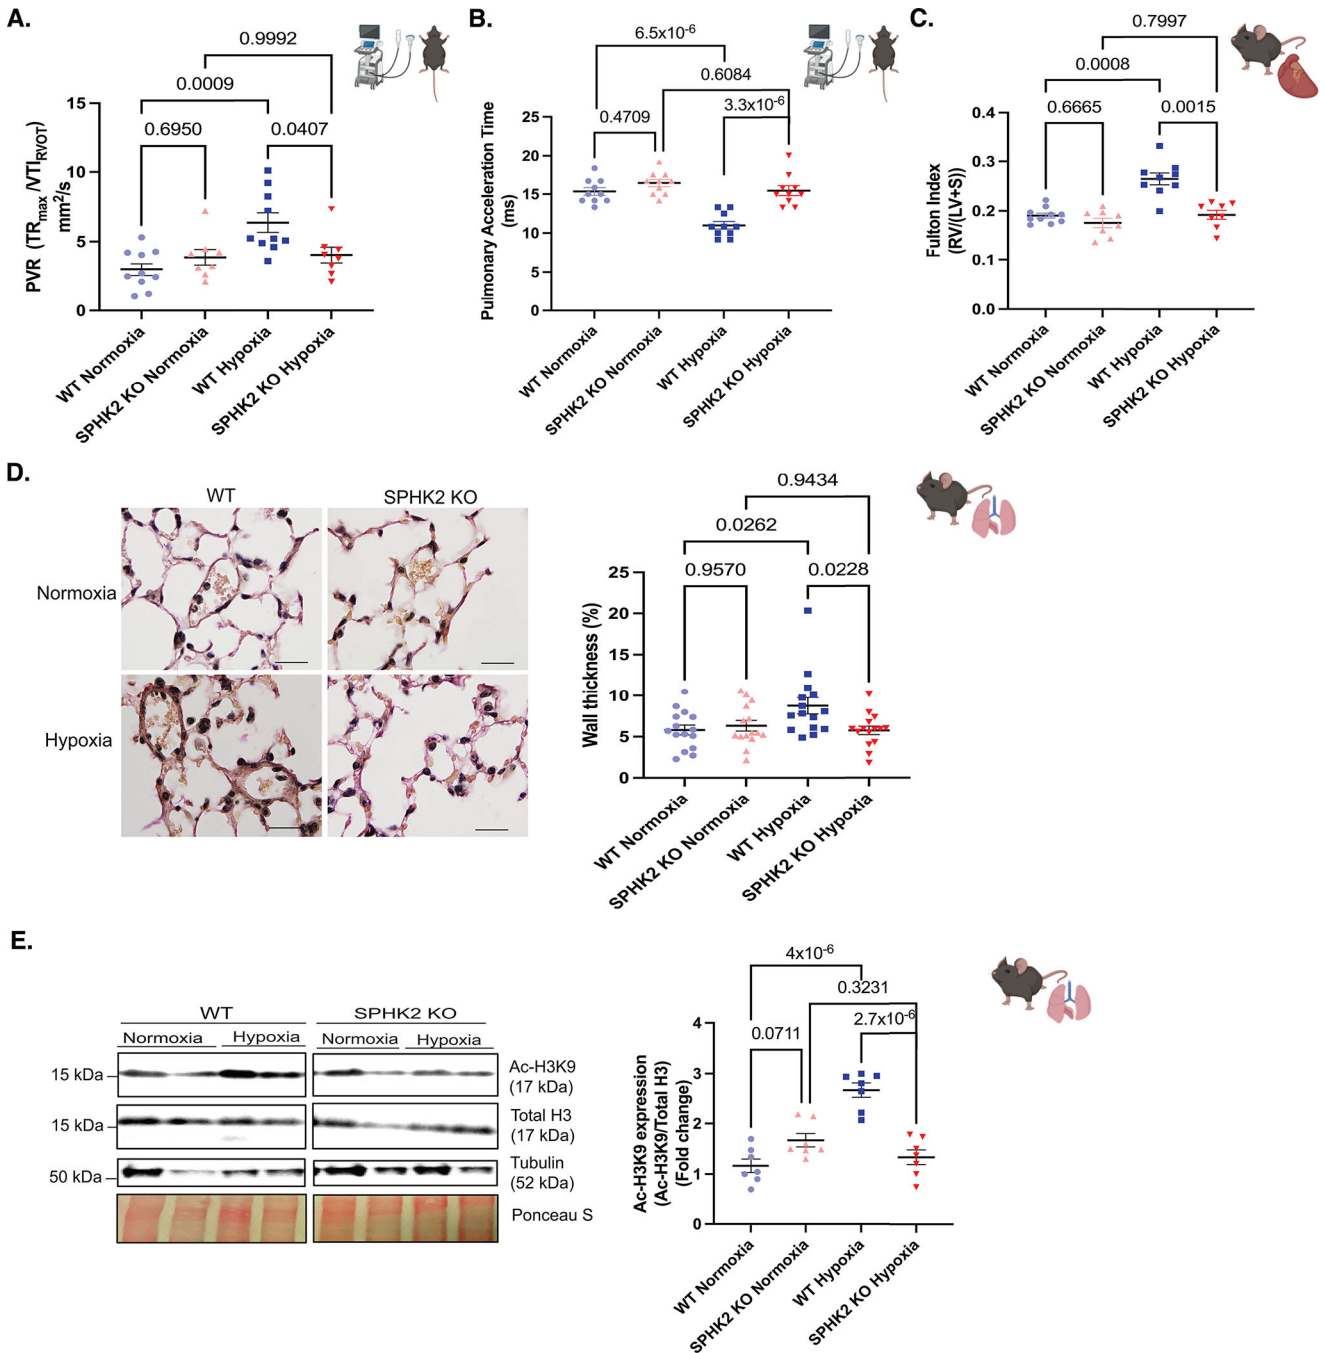 A.
0.9992
0.0009
0.6950
0.0407
PVR (TRmax /VTIRVOT)
mm²/s
15
10
5
0
WT Normoxia
SPHK2 KO Normoxia
WT Hypoxia
SPHK2 KO Hypoxia
B.
6.5x10-6
0.6084
0.4709
3.3x10-6
Pulmonary Acceleration Time
(ms)
25
20
15
10
5
0
WT Normoxia
SPHK2 KO Normoxia
WT Hypoxia
SPHK2 KO Hypoxia
C.
0.7997
0.0008
0.6665
0.0015
Fulton Index
(RV/(LV+S))
0.4
0.3
0.2
0.1
0.0
WT Normoxia
SPHK2 KO Normoxia
WT Hypoxia
SPHK2 KO Hypoxia
D.
WT
SPHK2 KO
Normoxia
Hypoxia
0.9434
0.0262
0.9570
0.0228
Wall thickness (%)
25
20
15
10
5
0
WT Normoxia
SPHK2 KO Normoxia
WT Hypoxia
SPHK2 KO Hypoxia
E.
WT
SPHK2 KO
Normoxia
Hypoxia
Normoxia
Hypoxia
15 kDa
Ac-H3K9
(17 kDa)
15 kDa
Total H3
(17 kDa)
50 kDa
Tubulin
(52 kDa)
Ponceau S
4x10-6
0.3231
0.0711
2.7x10-6
Ac-H3K9 expression
(Ac-H3K9/Total H3)
(Fold change)
4
3
2
1
0
WT Normoxia
SPHK2 KO Normoxia
WT Hypoxia
SPHK2 KO Hypoxia